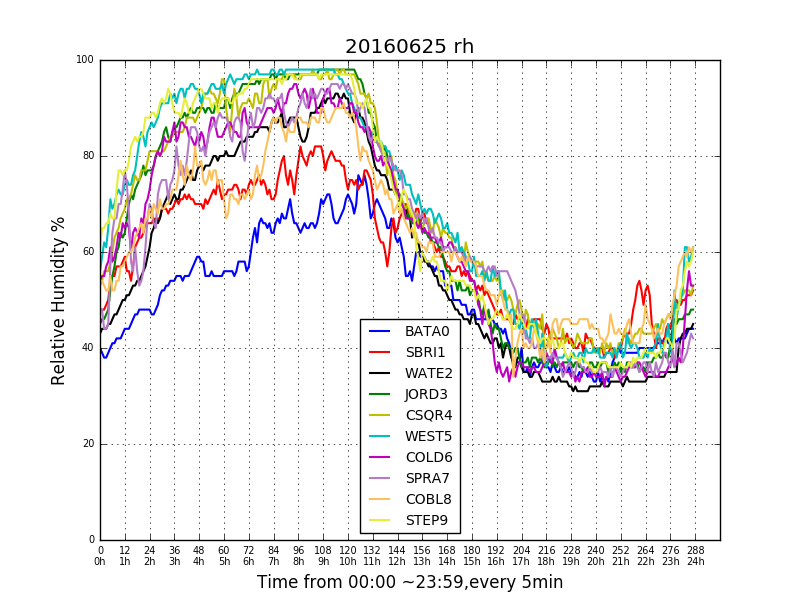 20160625 rh
Relative Humidity %
100
80
60
40
20
0
BATA0
SBRI1
WATE2
JORD3
CSQR4
WEST5
COLD6
SPRA7
COBL8
STEP9
0 12 24 36 48 60 72 84 96 108 120 132 144 156 168 180 192 204 216 228 240 252 264 276 288
0h 1h 2h 3h 4h 5h 6h 7h 8h 9h 10h 11h 12h 13h 14h 15h 16h 17h 18h 19h 20h 21h 22h 23h 24h
Time from 00:00 ~23:59,every 5min